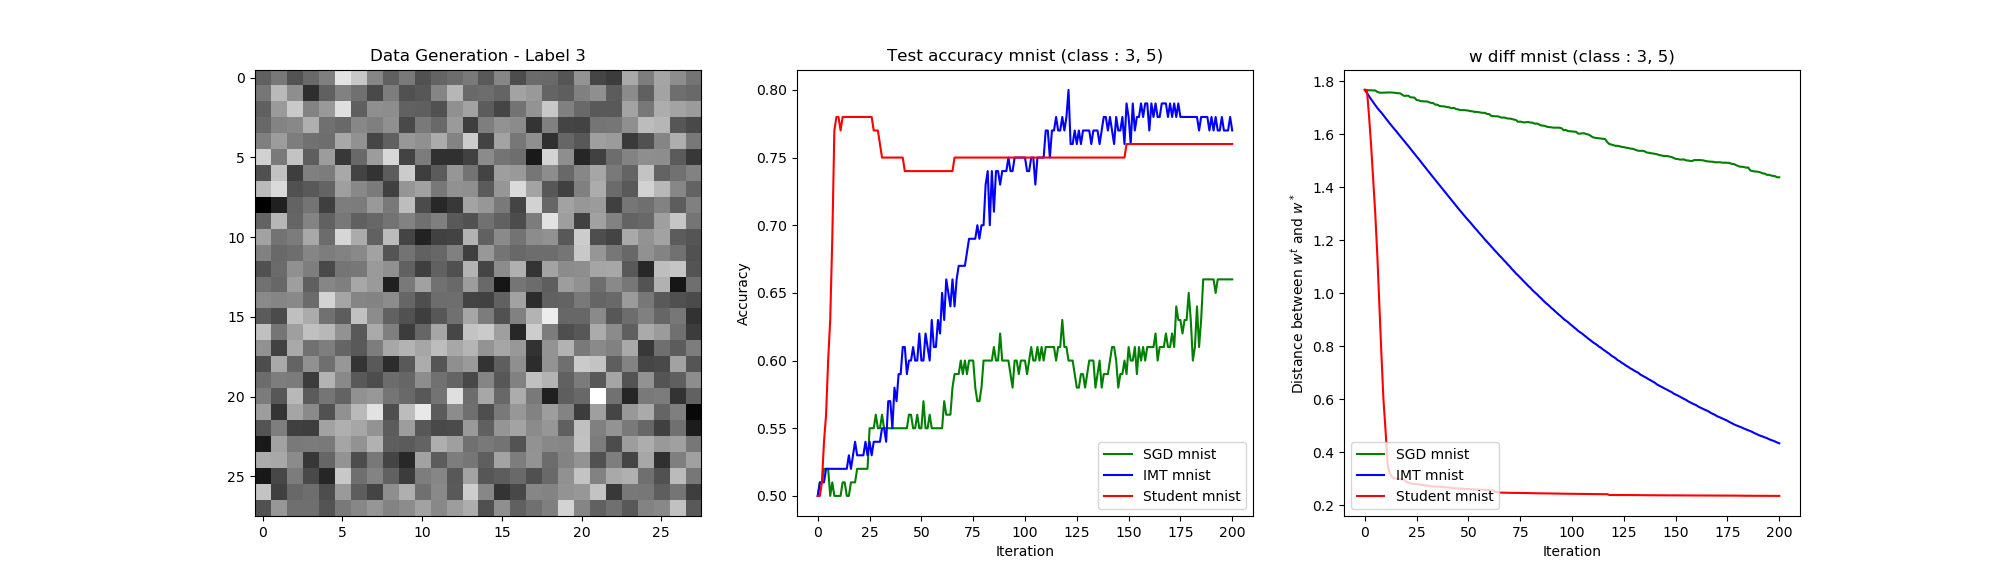 Data Generation - Label 3
0
5
10
15
20
25
0 5 10 15 20 25
Test accuracy mnist (class : 3, 5)
Accuracy
0.80
0.75
0.70
0.65
0.60
0.55
0.50
SGD mnist
IMT mnist
Student mnist
0 25 50 75 100 125 150 175 200
Iteration
w diff mnist (class : 3, 5)
Distance between w^t and w^*
1.8
1.6
1.4
1.2
1.0
0.8
0.6
0.4
0.2
SGD mnist
IMT mnist
Student mnist
0 25 50 75 100 125 150 175 200
Iteration